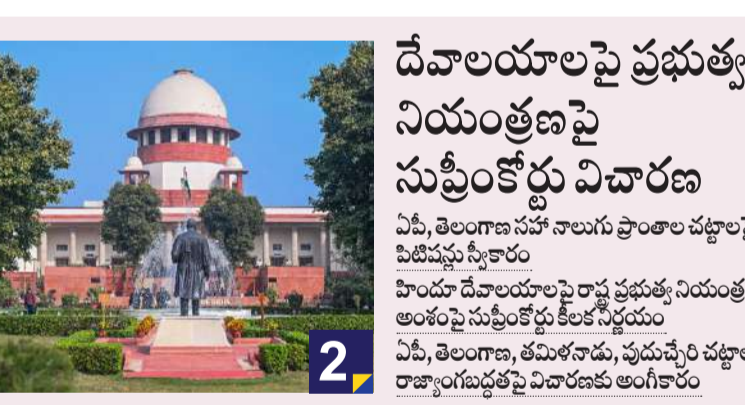 దేవాలయాలపై ప్రభుత్వ
నియంత్రణపై
సుప్రీంకోర్టు విచారణ
ఏపీ, తెలంగాణ సహా నాలుగు ప్రాంతాల చట్టాలపై
పిటిషన్లు స్వీకారం
హిందూ దేవాలయాలపై రాష్ట్ర ప్రభుత్వ
అంశంపై సుప్రీంకోర్టు కీలక నిర్ణయం
ఏపీ, తెలంగాణ, తమిళనాడు, పుదుచ్చేరి
రాజ్యాంగబద్ధతపై విచారణకు అంగీకారం
2